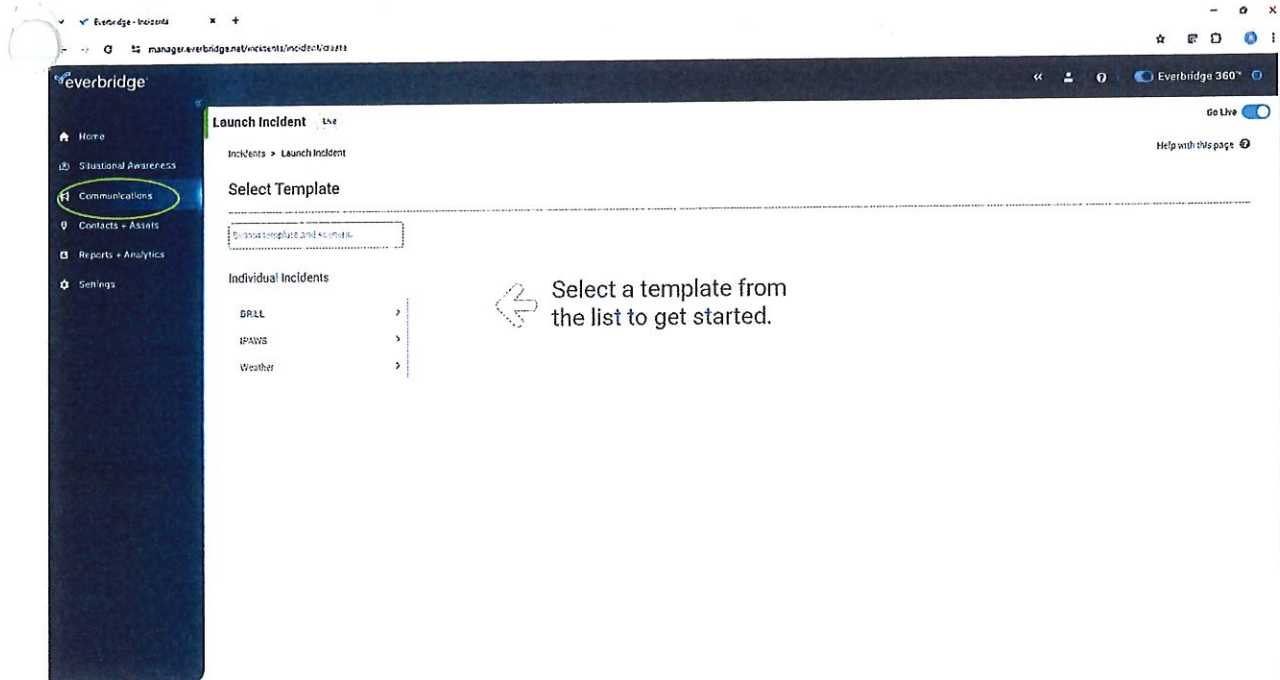 Everbridge - Incidents
manager.everbridge.net/incidents/incident/create
everbridge
Everbridge 360™
Launch Incident Live
Go Live
Home
Incidents > Launch Incident
Help with this page
Situational Awareness
Select Template
Communications
Contacts + Assets
Reports + Analytics
Individual Incidents
Settings
Select a template from
the list to get started.
DRILL
IPAWS
Weather